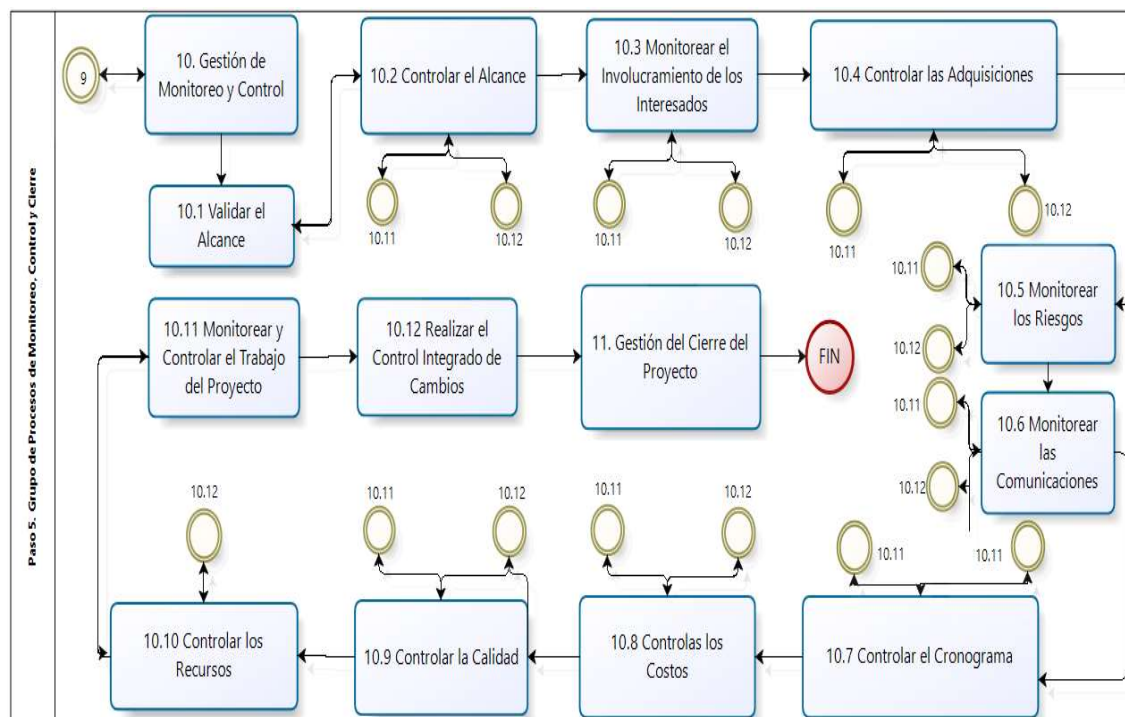 Paso 5. Grupo de Procesos de Monitoreo, Control y Cierre
9
10. Gestión de
Monitoreo y Control
10.2 Controlar el Alcance
10.3 Monitorear el
Involucramiento de los
Interesados
10.4 Controlar las Adquisiciones
10.1 Validar el
Alcance
10.11
10.12
10.11
10.12
10.11
10.12
10.11
10.5 Monitorear
los Riesgos
10.12
10.11 Monitorear y
Controlar el Trabajo
del Proyecto
10.12 Realizar el
Control Integrado de
Cambios
11. Gestión del Cierre del
Proyecto
FIN
10.11
10.6 Monitorear
las
Comunicaciones
10.12
10.12
10.11
10.12
10.11
10.12
10.11
10.11
10.10 Controlar los
Recursos
10.9 Controlar la Calidad
10.8 Controlas los
Costos
10.7 Controlar el Cronograma